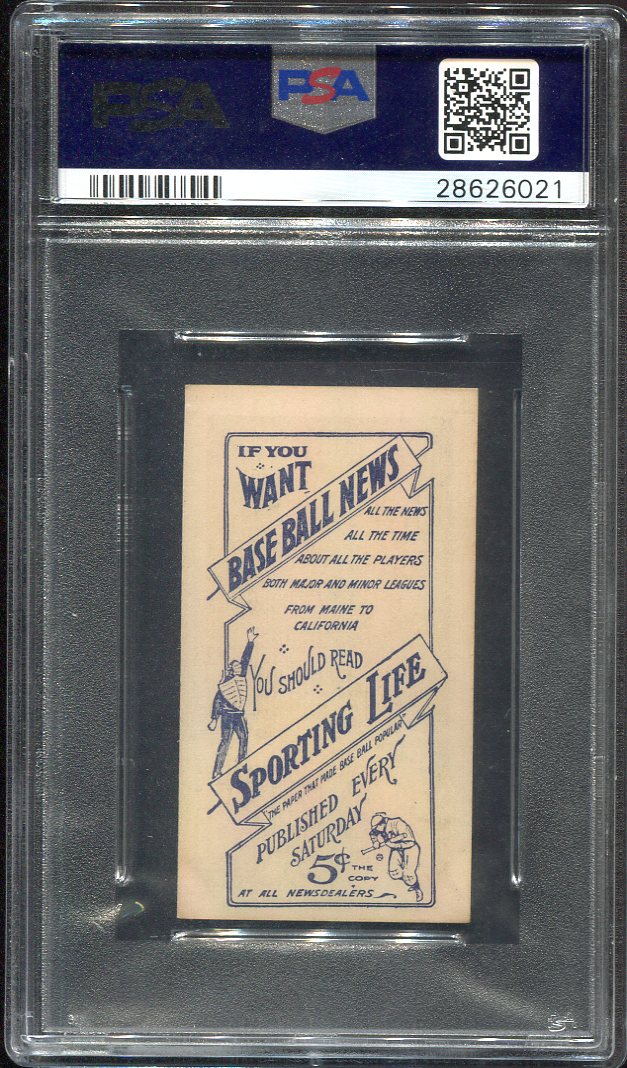 PSA
PSA
28626021
IF YOU
WANT
BASE BALL NEWS
ALL THE NEWS
ALL THE TIME
ABOUT ALL THE PLAYERS
BOTH MAJOR AND MINOR LEAGUES
FROM MAINE TO
CALIFORNIA
YOU SHOULD READ
SPORTING LIFE
THE PAPER THAT MADE BASE BALL POPULAR
PUBLISHED EVERY
SATURDAY
5¢ THE
COPY
AT ALL NEWSDEALERS
PSA